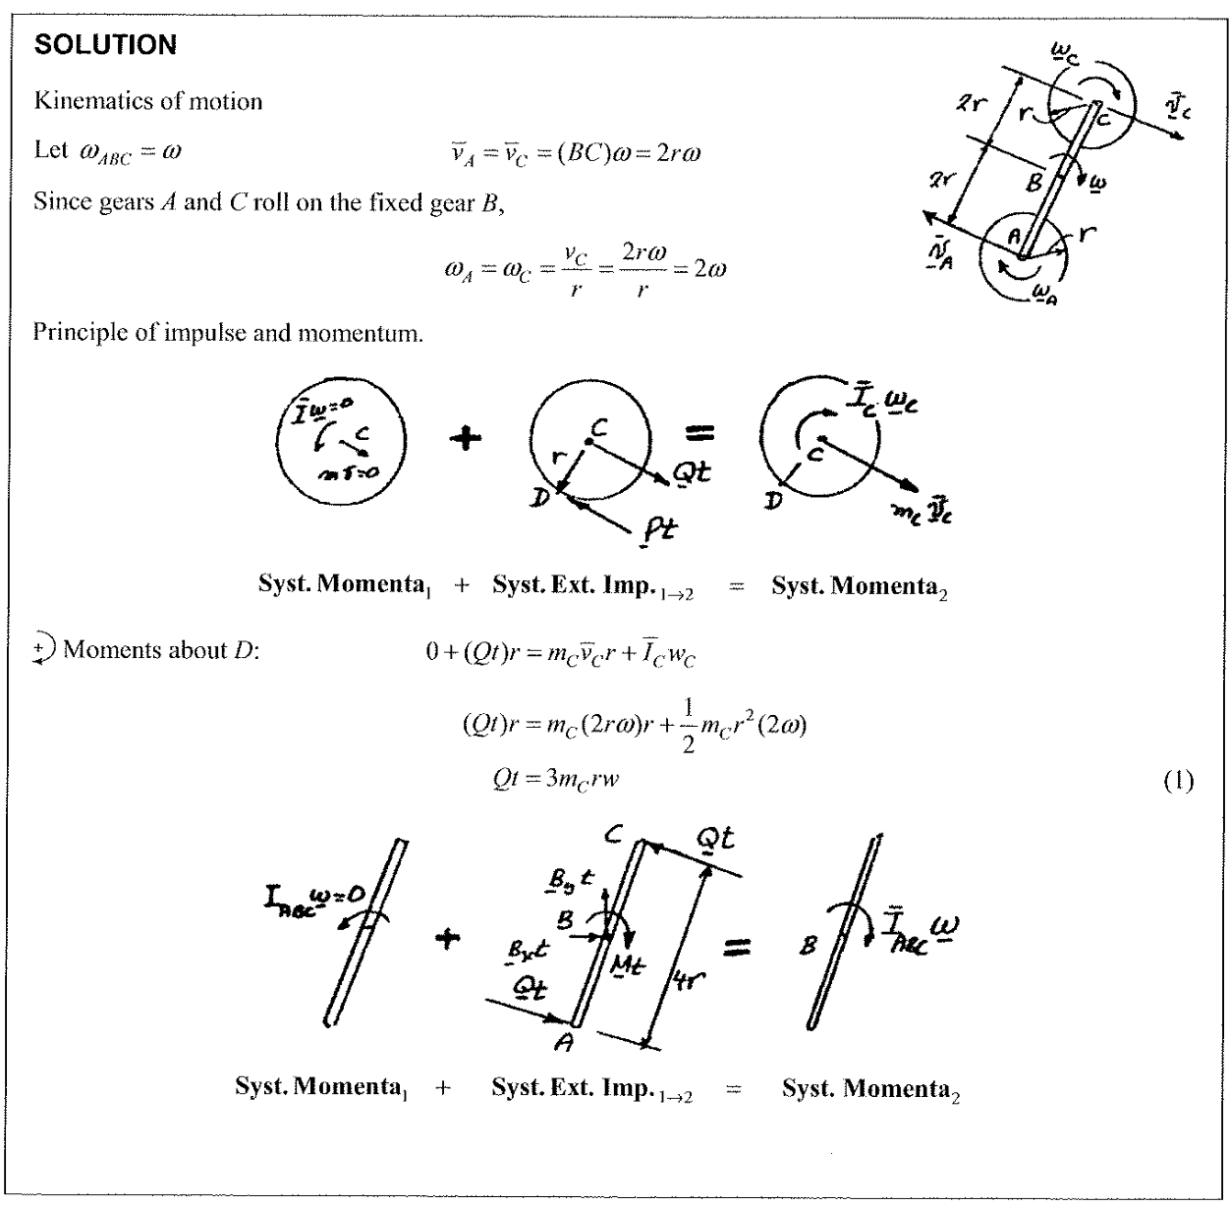 SOLUTION
Kinematics of motion
Let ω_ABC = ω
v̄_A = v̄_C = (BC)ω = 2rω
Since gears A and C roll on the fixed gear B,
ω_A = ω_C = v_C / r = 2rω / r = 2ω
ω_C
2r
r
C
v̄_C
2r
B
ω
A
r
v̄_A
ω_A
Principle of impulse and momentum.
Īω=0
C
mv̄=0
+
C
r
Qt
D
Pt
=
Ī_C ω_C
C
D
m_C v̄_C
Syst. Momenta₁ + Syst. Ext. Imp.₁→₂ = Syst. Momenta₂
+ Moments about D:
0 + (Qt)r = m_C v̄_C r + Ī_C w_C
(Qt)r = m_C(2rω)r + 1/2 m_C r²(2ω)
Qt = 3m_C rw (1)
I_ABC ω=0
+
C
Qt
B_y t
B
B_x t
Mt
Qt
4r
A
=
B
Ī_ABC ω
Syst. Momenta₁ + Syst. Ext. Imp.₁→₂ = Syst. Momenta₂